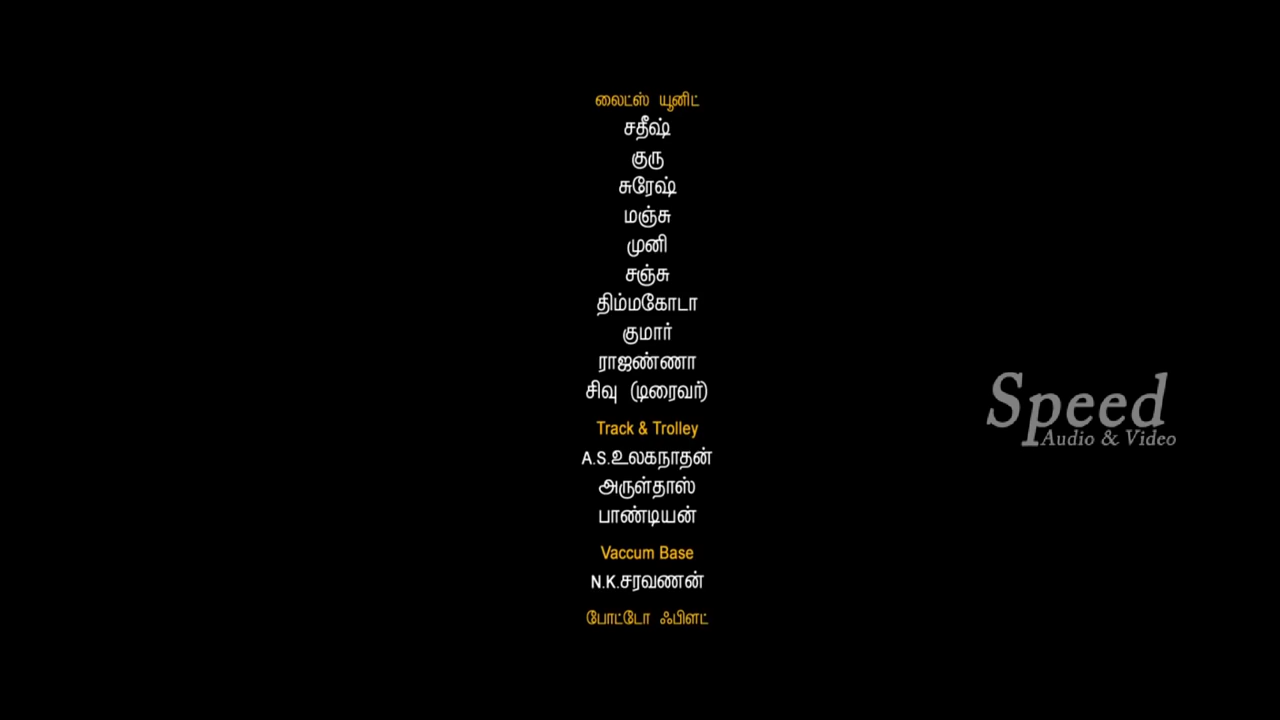 லைட்ஸ் யூனிட்
சதீஷ்
குரு
சுரேஷ்
மஞ்சு
முனி
சஞ்சு
திம்மகோடா
குமார்
ராஜண்ணா
சிவு (டிரைவர்)
Track & Trolley
A.S.உலகநாதன்
அருள்தாஸ்
பாண்டியன்
Vaccum Base
N.K.சரவணன்
போட்டோ ஃபிளட்
Speed
Audio & Video